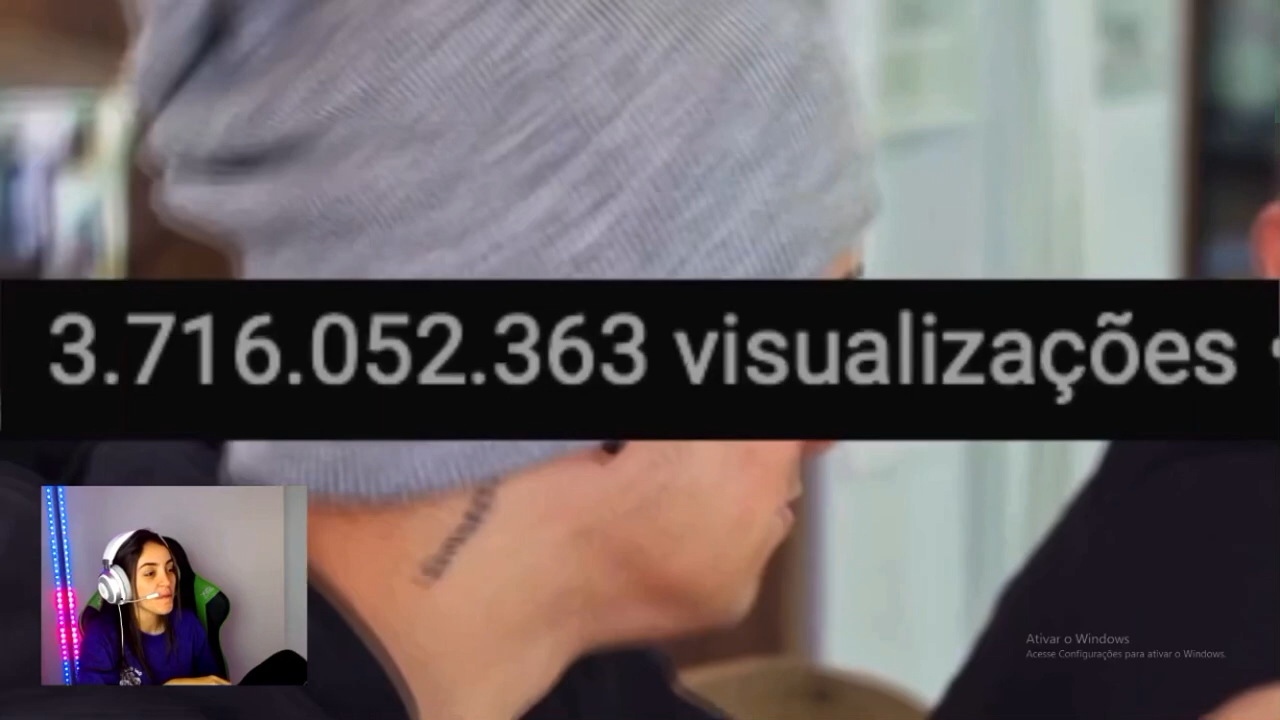 3.716.052.363 visualizações
Ativar o Windows
Acesse Configurações para ativar o Windows.